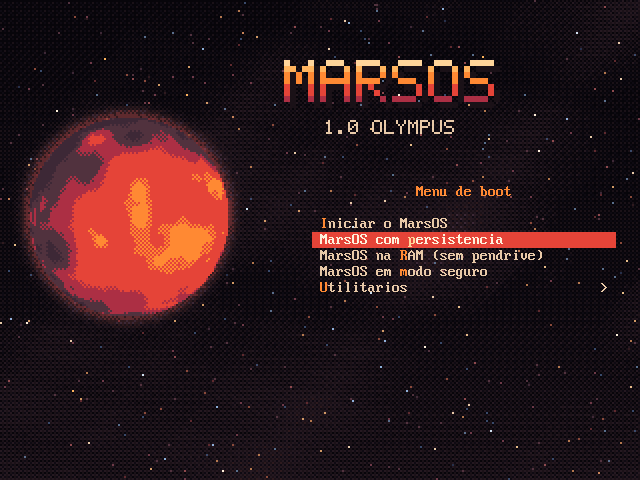 MARSOS
1.0 OLYMPUS
Menu de boot
Iniciar o MarsOS
MarsOS com persistencia
MarsOS na RAM (sem pendrive)
MarsOS em modo seguro
Utilitarios >